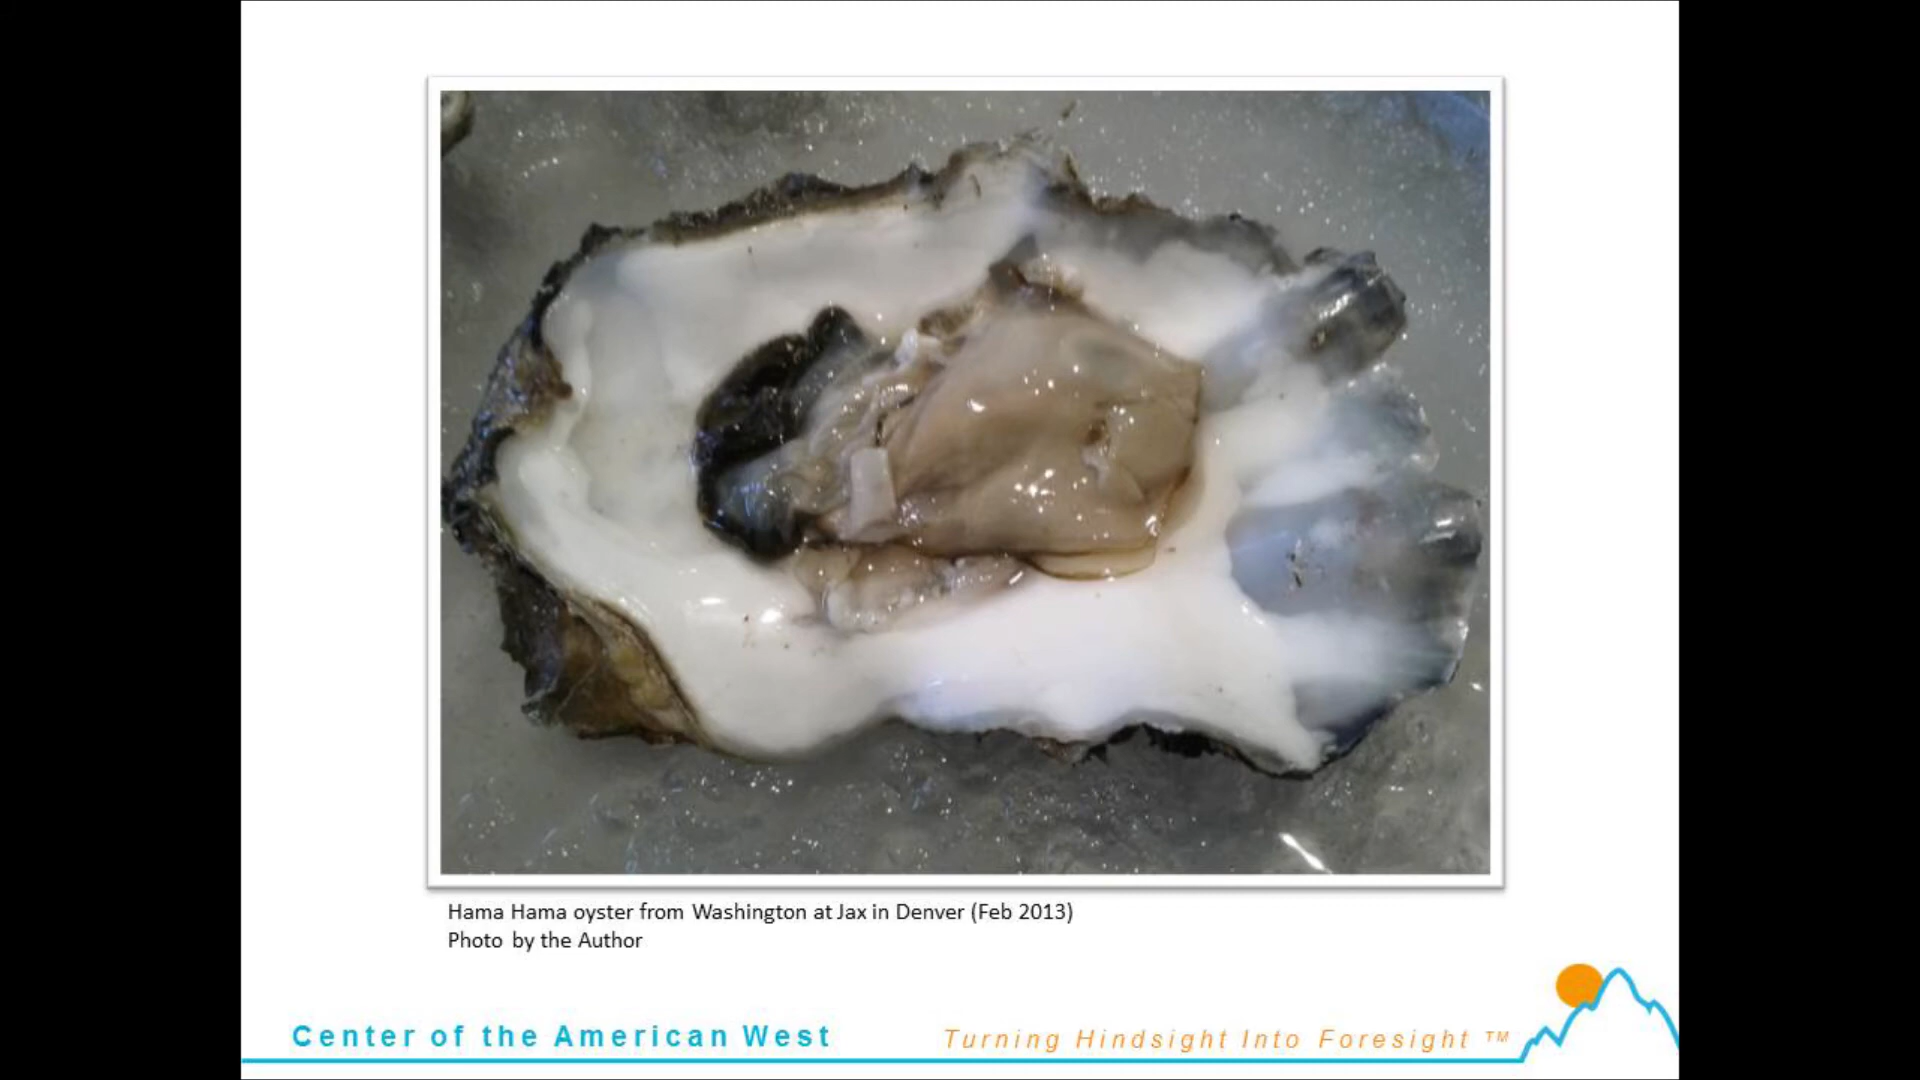 Hama Hama oyster from Washington at Jax in Denver (Feb 2013)
Photo by the Author
Center of the American West
Turning Hindsight Into Foresight ™